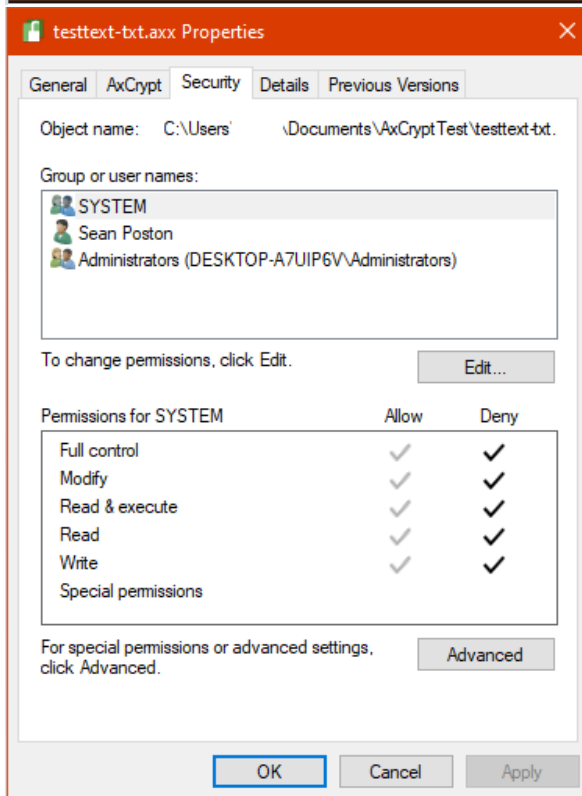 testtext-txt.axx Properties
General AxCrypt Security Details Previous Versions
Object name: C:\Users' \Documents\AxCryptTest\testtext-txt.
Group or user names:
SYSTEM
Sean Poston
Administrators (DESKTOP-A7UIP6V\Administrators)
To change permissions, click Edit.
Edit...
Permissions for SYSTEM Allow Deny
Full control
Modify
Read & execute
Read
Write
Special permissions
For special permissions or advanced settings,
click Advanced.
Advanced
OK Cancel Apply